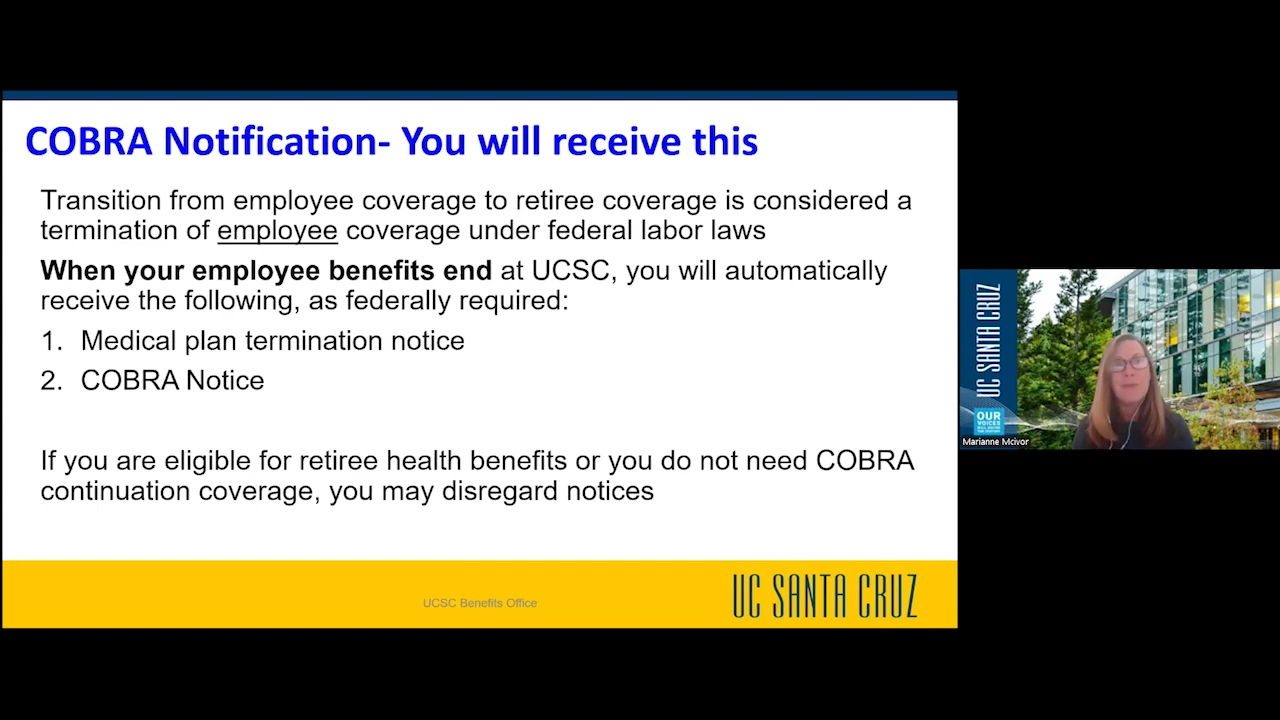 COBRA Notification- You will receive this
Transition from employee coverage to retiree coverage is considered a
termination of employee coverage under federal labor laws
When your employee benefits end at UCSC, you will automatically
receive the following, as federally required:
1. Medical plan termination notice
2. COBRA Notice
If you are eligible for retiree health benefits or you do not need COBRA
continuation coverage, you may disregard notices
UCSC Benefits Office
UC SANTA CRUZ
UC SANTA CRUZ
OUR
VOICES
Marianne Mcivor